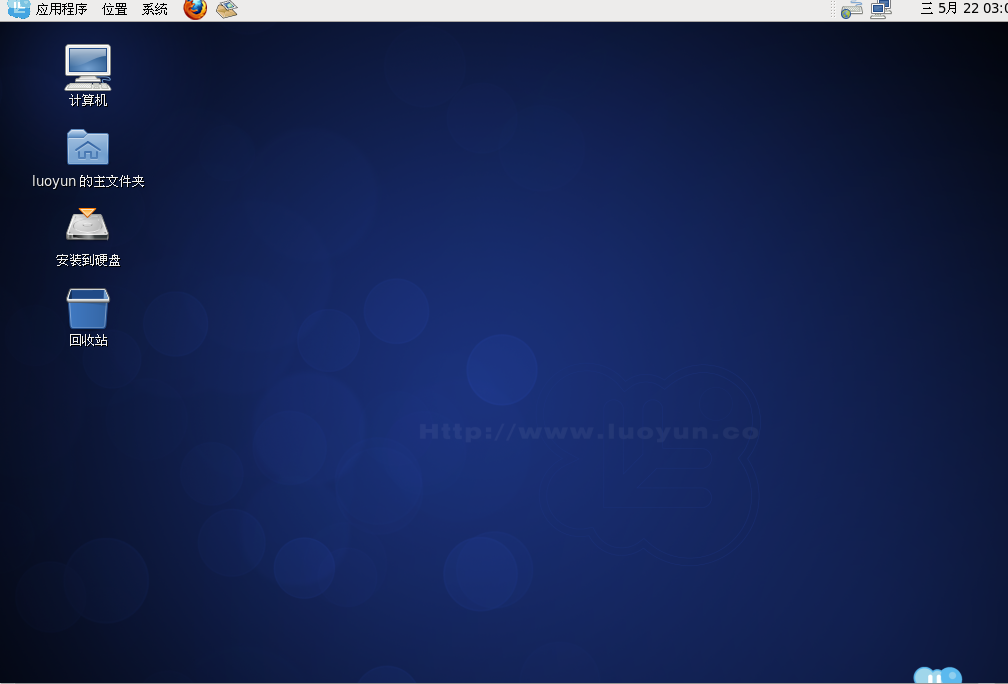 应用程序 位置 系统 三 5月 22 03:0
计算机
luoyun 的主文件夹
安装到硬盘
回收站
Http://www.luoyun.co